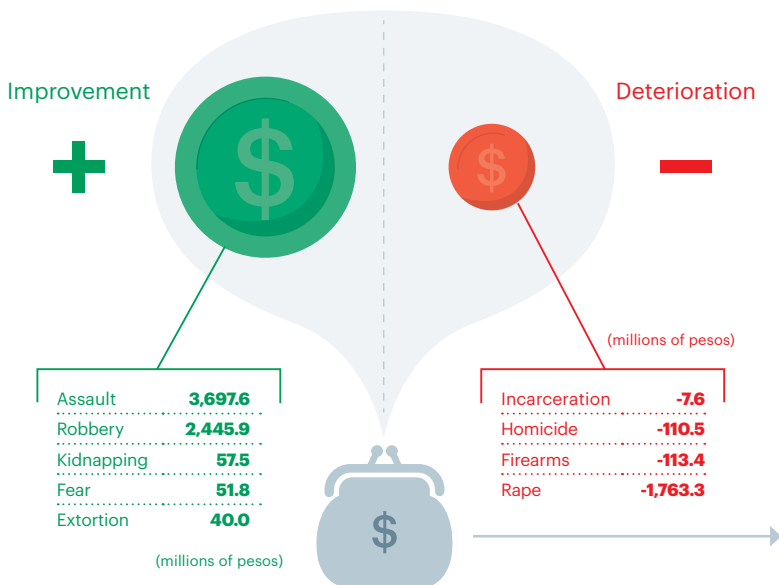 Improvement
Deterioration
$
$
(millions of pesos)
Assault 3,697.6
Robbery 2,445.9
Kidnapping 57.5
Fear 51.8
Extortion 40.0
(millions of pesos)
Incarceration -7.6
Homicide -110.5
Firearms -113.4
Rape -1,763.3
$